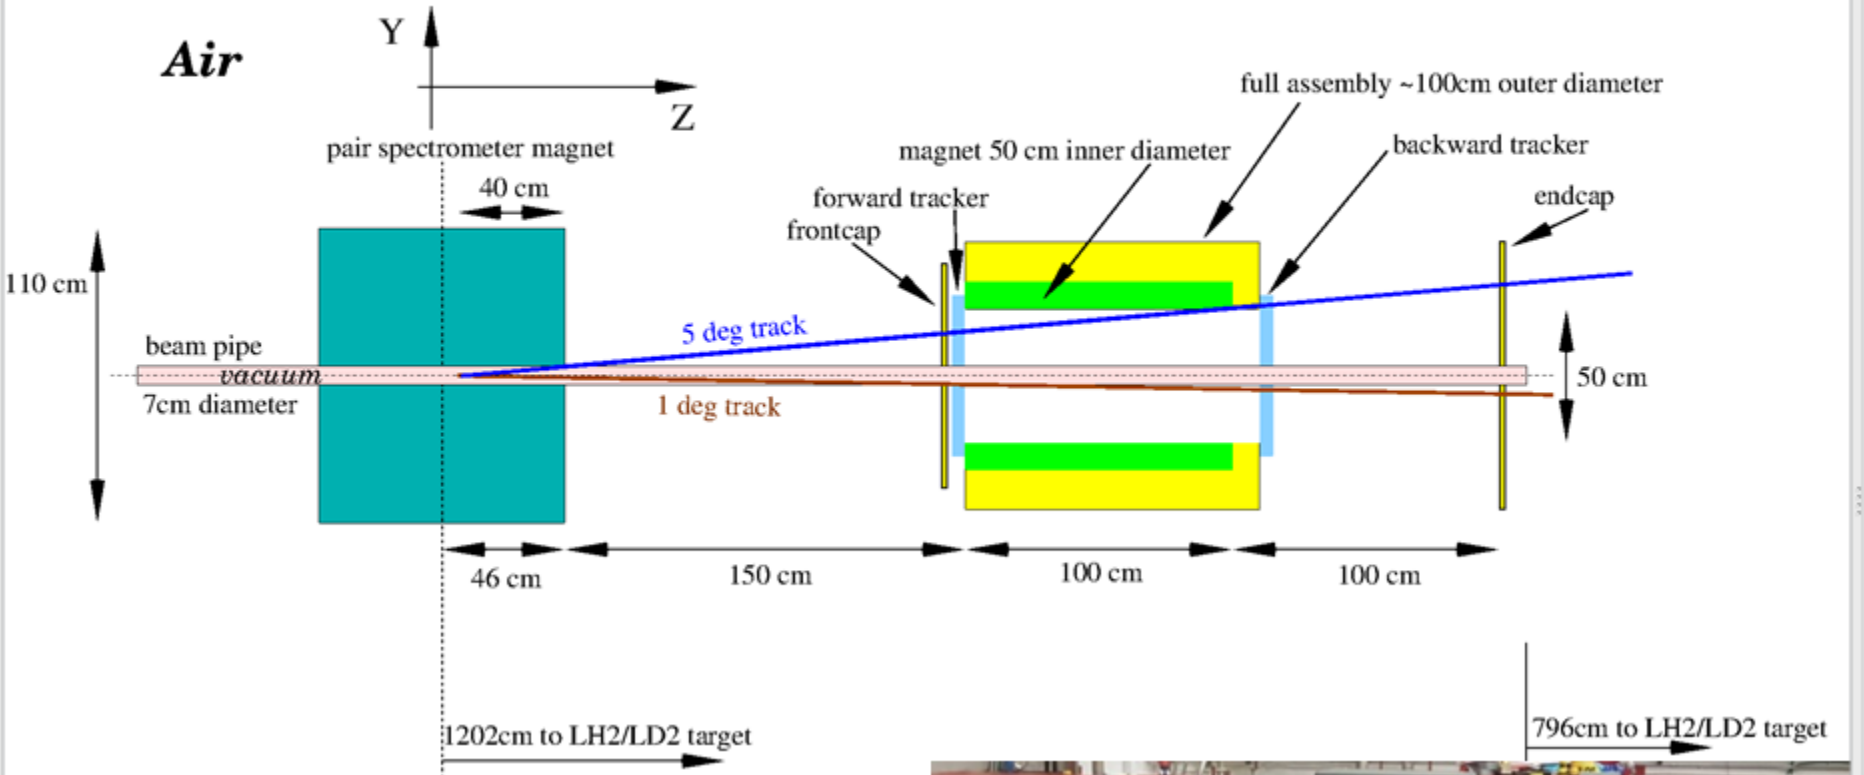 Air
Y
Z
full assembly ~100cm outer diameter
pair spectrometer magnet
magnet 50 cm inner diameter
backward tracker
40 cm
forward tracker
endcap
frontcap
110 cm
5 deg track
beam pipe
vacuum
50 cm
7cm diameter
1 deg track
46 cm
150 cm
100 cm
100 cm
1202cm to LH2/LD2 target
796cm to LH2/LD2 target